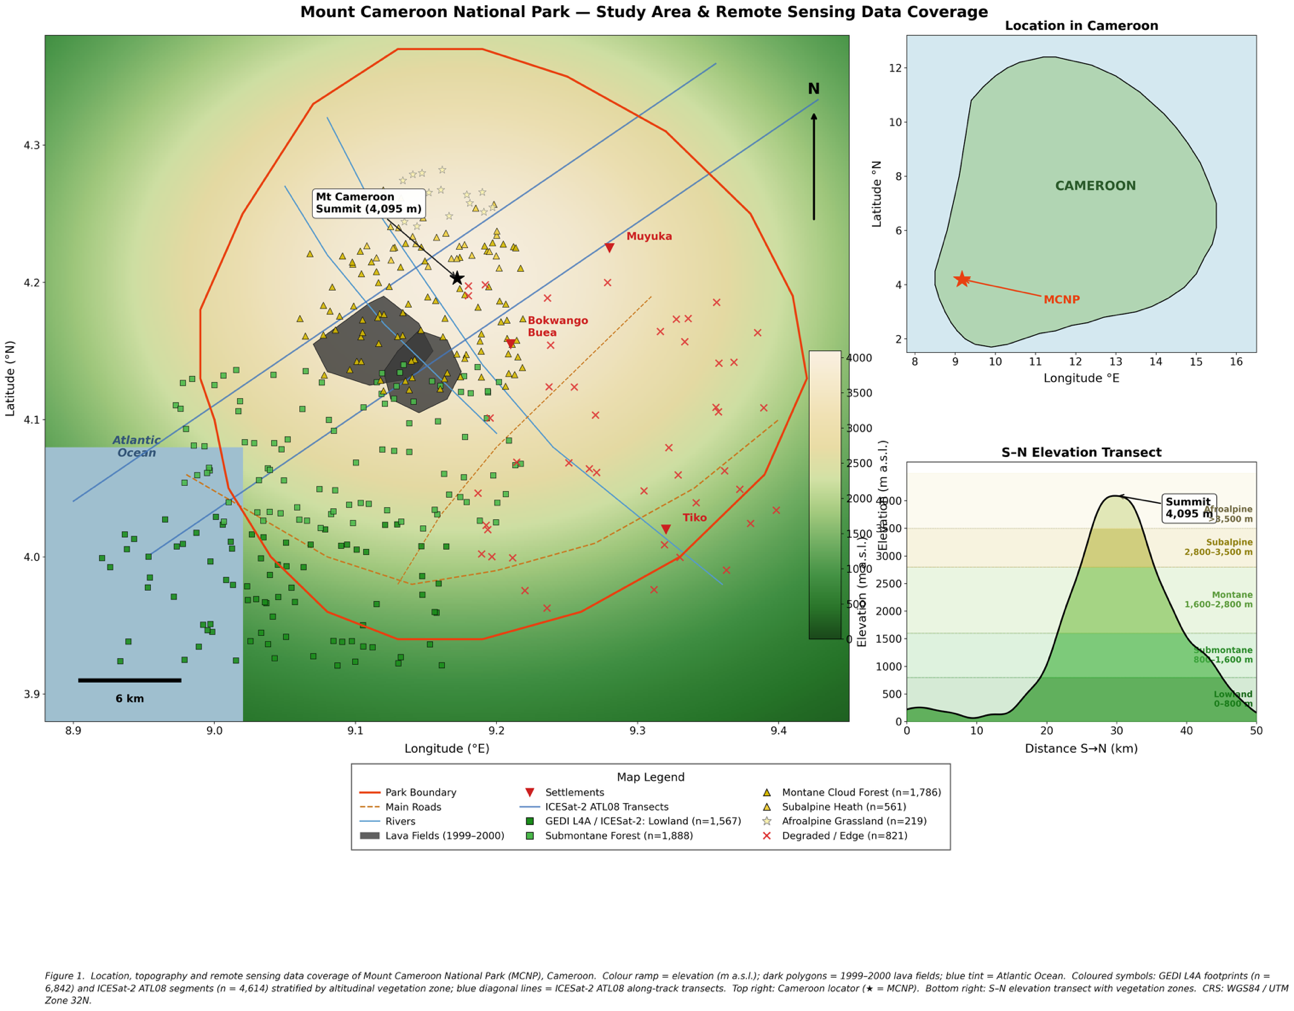 Mount Cameroon National Park — Study Area & Remote Sensing Data Coverage
Latitude (°N)
4.3
4.2
4.1
4.0
3.9
Mt Cameroon
Summit (4,095 m)
N
Muyuka
Bokwango
Buea
Tiko
Atlantic
Ocean
6 km
8.9 9.0 9.1 9.2 9.3 9.4
Longitude (°E)
4000
3500
3000
2500
2000
1500
1000
500
0
Elevation (m a.s.l.)
Location in Cameroon
Latitude °N
12
10
8
6
4
2
CAMEROON
MCNP
8 9 10 11 12 13 14 15 16
Longitude °E
S–N Elevation Transect
Elevation (m a.s.l.)
4000
3500
3000
2500
2000
1500
1000
500
0
Summit
4,095 m
Afroalpine
>3,500 m
Subalpine
2,800–3,500 m
Montane
1,600–2,800 m
Submontane
800–1,600 m
Lowland
0–800 m
0 10 20 30 40 50
Distance S→N (km)
Map Legend
Park Boundary
Main Roads
Rivers
Lava Fields (1999–2000)
Settlements
ICESat-2 ATL08 Transects
GEDI L4A / ICESat-2: Lowland (n=1,567)
Submontane Forest (n=1,888)
Montane Cloud Forest (n=1,786)
Subalpine Heath (n=561)
Afroalpine Grassland (n=219)
Degraded / Edge (n=821)
Figure 1. Location, topography and remote sensing data coverage of Mount Cameroon National Park (MCNP), Cameroon. Colour ramp = elevation (m a.s.l.); dark polygons = 1999–2000 lava fields; blue tint = Atlantic Ocean. Coloured symbols: GEDI L4A footprints (n =
6,842) and ICESat-2 ATL08 segments (n = 4,614) stratified by altitudinal vegetation zone; blue diagonal lines = ICESat-2 ATL08 along-track transects. Top right: Cameroon locator (★ = MCNP). Bottom right: S–N elevation transect with vegetation zones. CRS: WGS84 / UTM
Zone 32N.